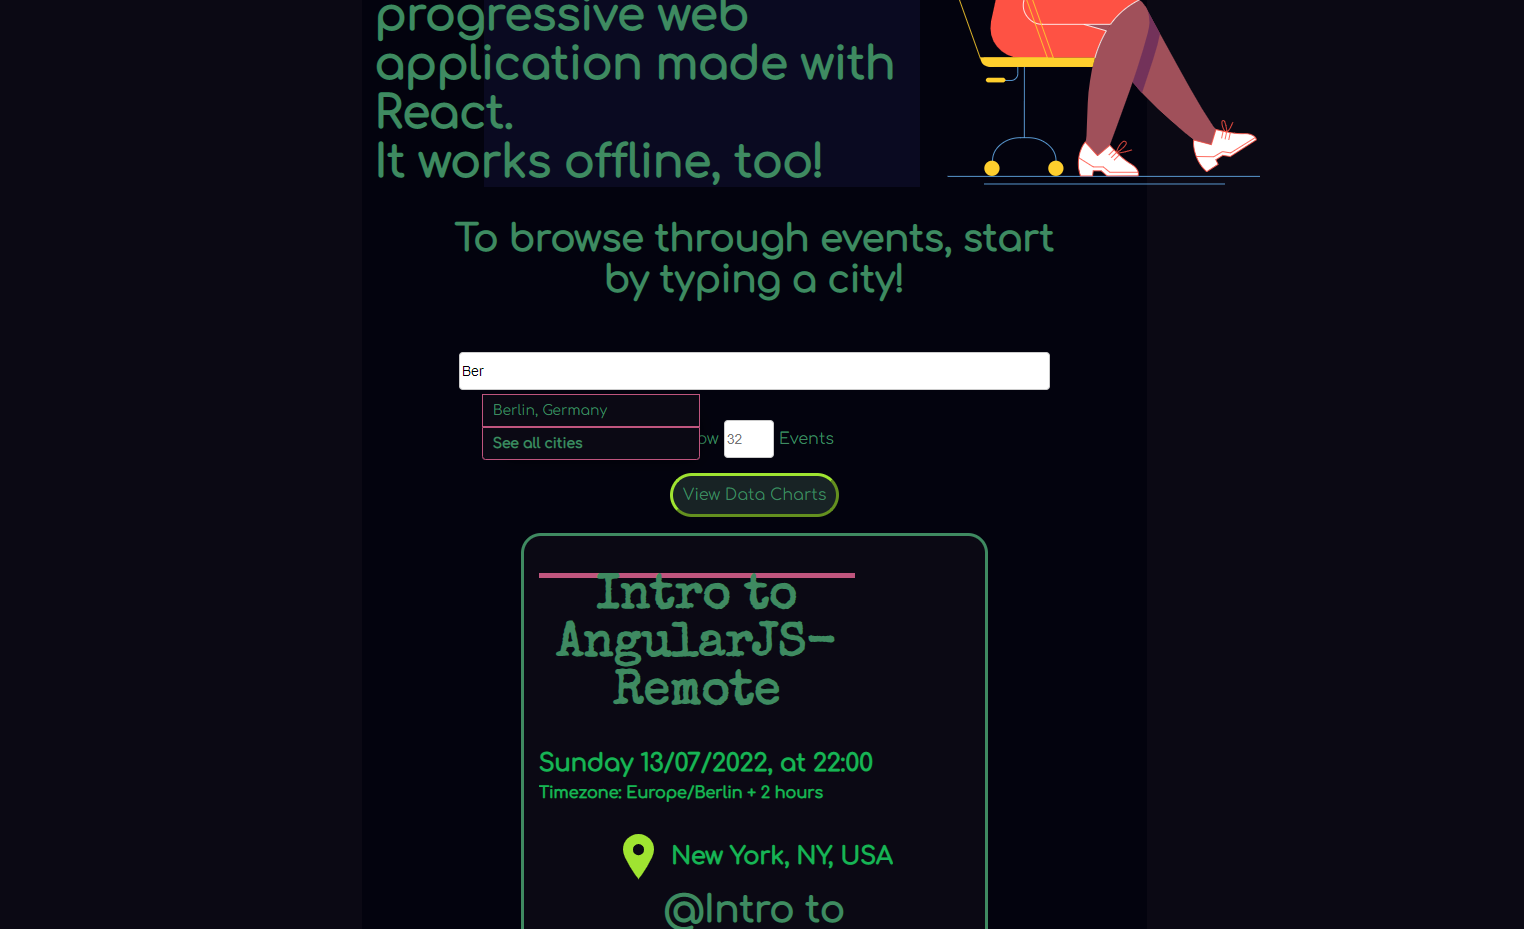 progressive web
application made with
React.
It works offline, too!
To browse through events, start
by typing a city!
Ber
Berlin, Germany
See all cities
32 Events
View Data Charts
Intro to
AngularJS-
Remote
Sunday 13/07/2022, at 22:00
Timezone: Europe/Berlin + 2 hours
New York, NY, USA
@Intro to